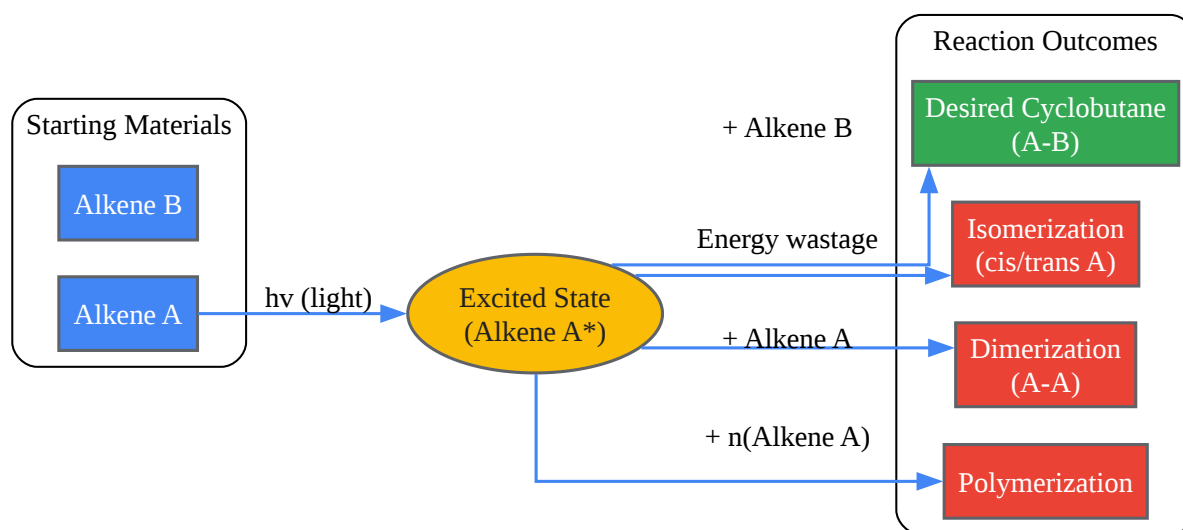 Starting Materials
Alkene B
Alkene A
hv (light)
Excited State
(Alkene A*)
+ Alkene B
Energy wastage
+ Alkene A
+ n(Alkene A)
Reaction Outcomes
Desired Cyclobutane
(A-B)
Isomerization
(cis/trans A)
Dimerization
(A-A)
Polymerization